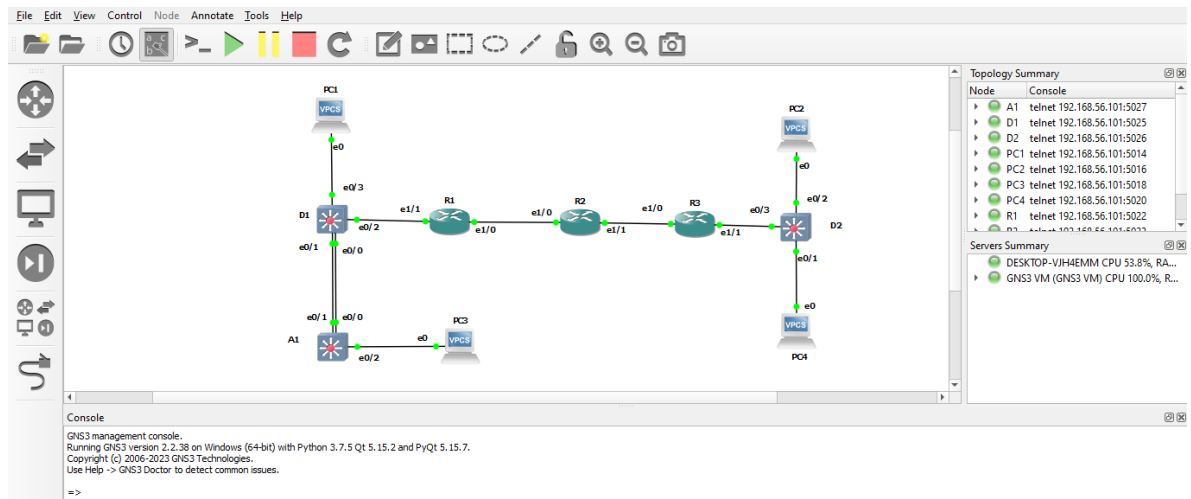 File Edit View Control Node Annotate Tools Help
Topology Summary
Node Console
A1 telnet 192.168.56.101:5027
D1 telnet 192.168.56.101:5025
D2 telnet 192.168.56.101:5026
PC1 telnet 192.168.56.101:5014
PC2 telnet 192.168.56.101:5016
PC3 telnet 192.168.56.101:5018
PC4 telnet 192.168.56.101:5020
R1 telnet 192.168.56.101:5022
Servers Summary
DESKTOP-VJH4EMM CPU 53.8%, RA...
GNS3 VM (GNS3 VM) CPU 100.0%, R...
PC1
VPCS
e0
e0/3
D1
e0/2
e0/1
e0/0
e1/1
R1
e1/0
e1/0
R2
e1/1
e1/0
R3
e1/1
PC2
VPCS
e0
e0/2
e0/3
D2
e0/1
e0
VPCS
PC4
e0/1
e0/0
A1
e0/2
e0
PC3
VPCS
Console
GNS3 management console.
Running GNS3 version 2.2.38 on Windows (64-bit) with Python 3.7.5 Qt 5.15.2 and PyQt 5.15.7.
Copyright (c) 2006-2023 GNS3 Technologies.
Use Help -> GNS3 Doctor to detect common issues.
=>